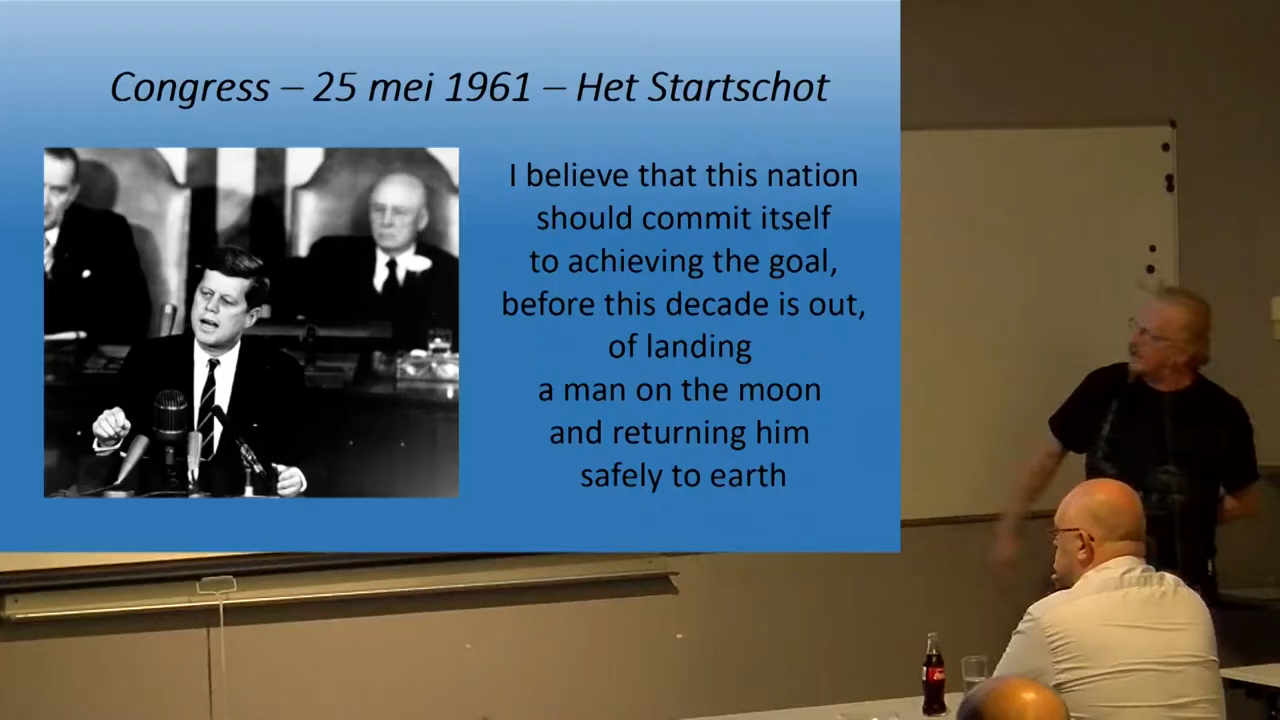 Congress – 25 mei 1961 – Het Startschot
I believe that this nation
should commit itself
to achieving the goal,
before this decade is out,
of landing
a man on the moon
and returning him
safely to earth